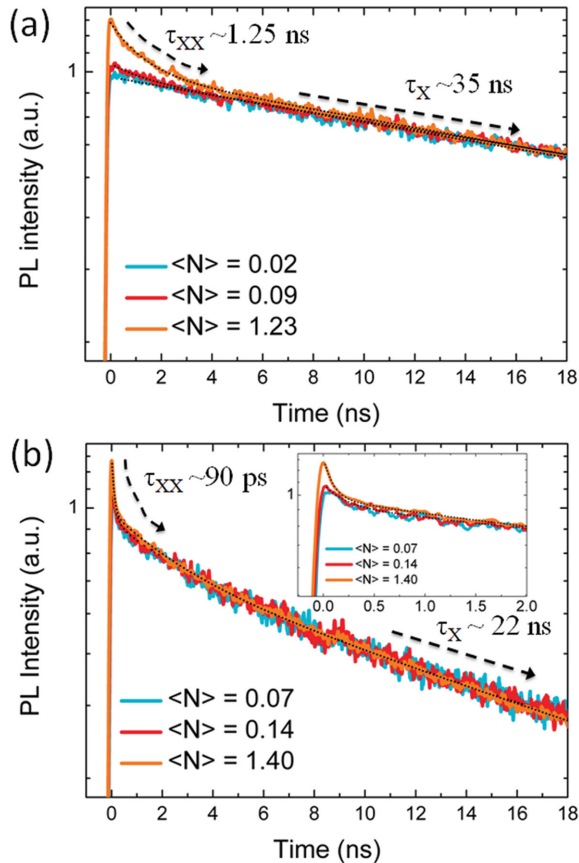 (a)
τXX ~1.25 ns
τX ~35 ns
1
PL intensity (a.u.)
<N> = 0.02
<N> = 0.09
<N> = 1.23
0 2 4 6 8 10 12 14 16 18
Time (ns)
(b)
τXX ~90 ps
1
1
<N> = 0.07
<N> = 0.14
<N> = 1.40
0.0 0.5 1.0 1.5 2.0
τX ~ 22 ns
PL Intensity (a.u.)
<N> = 0.07
<N> = 0.14
<N> = 1.40
0 2 4 6 8 10 12 14 16 18
Time (ns)